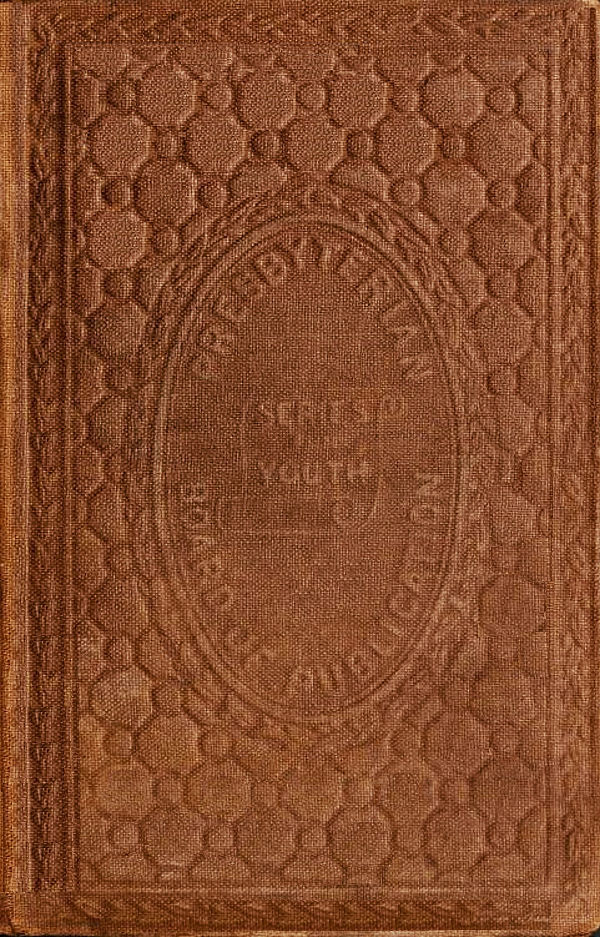 PRESBYTERIAN
SERIES
YOUTH
BOARD OF PUBLICATION